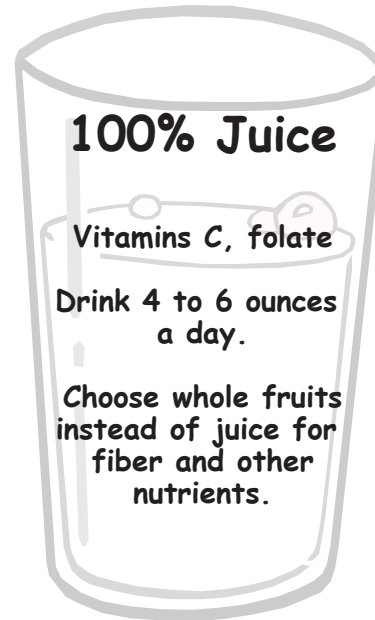 100% Juice
Vitamins C, folate
Drink 4 to 6 ounces
a day.
Choose whole fruits
instead of juice for
fiber and other
nutrients.